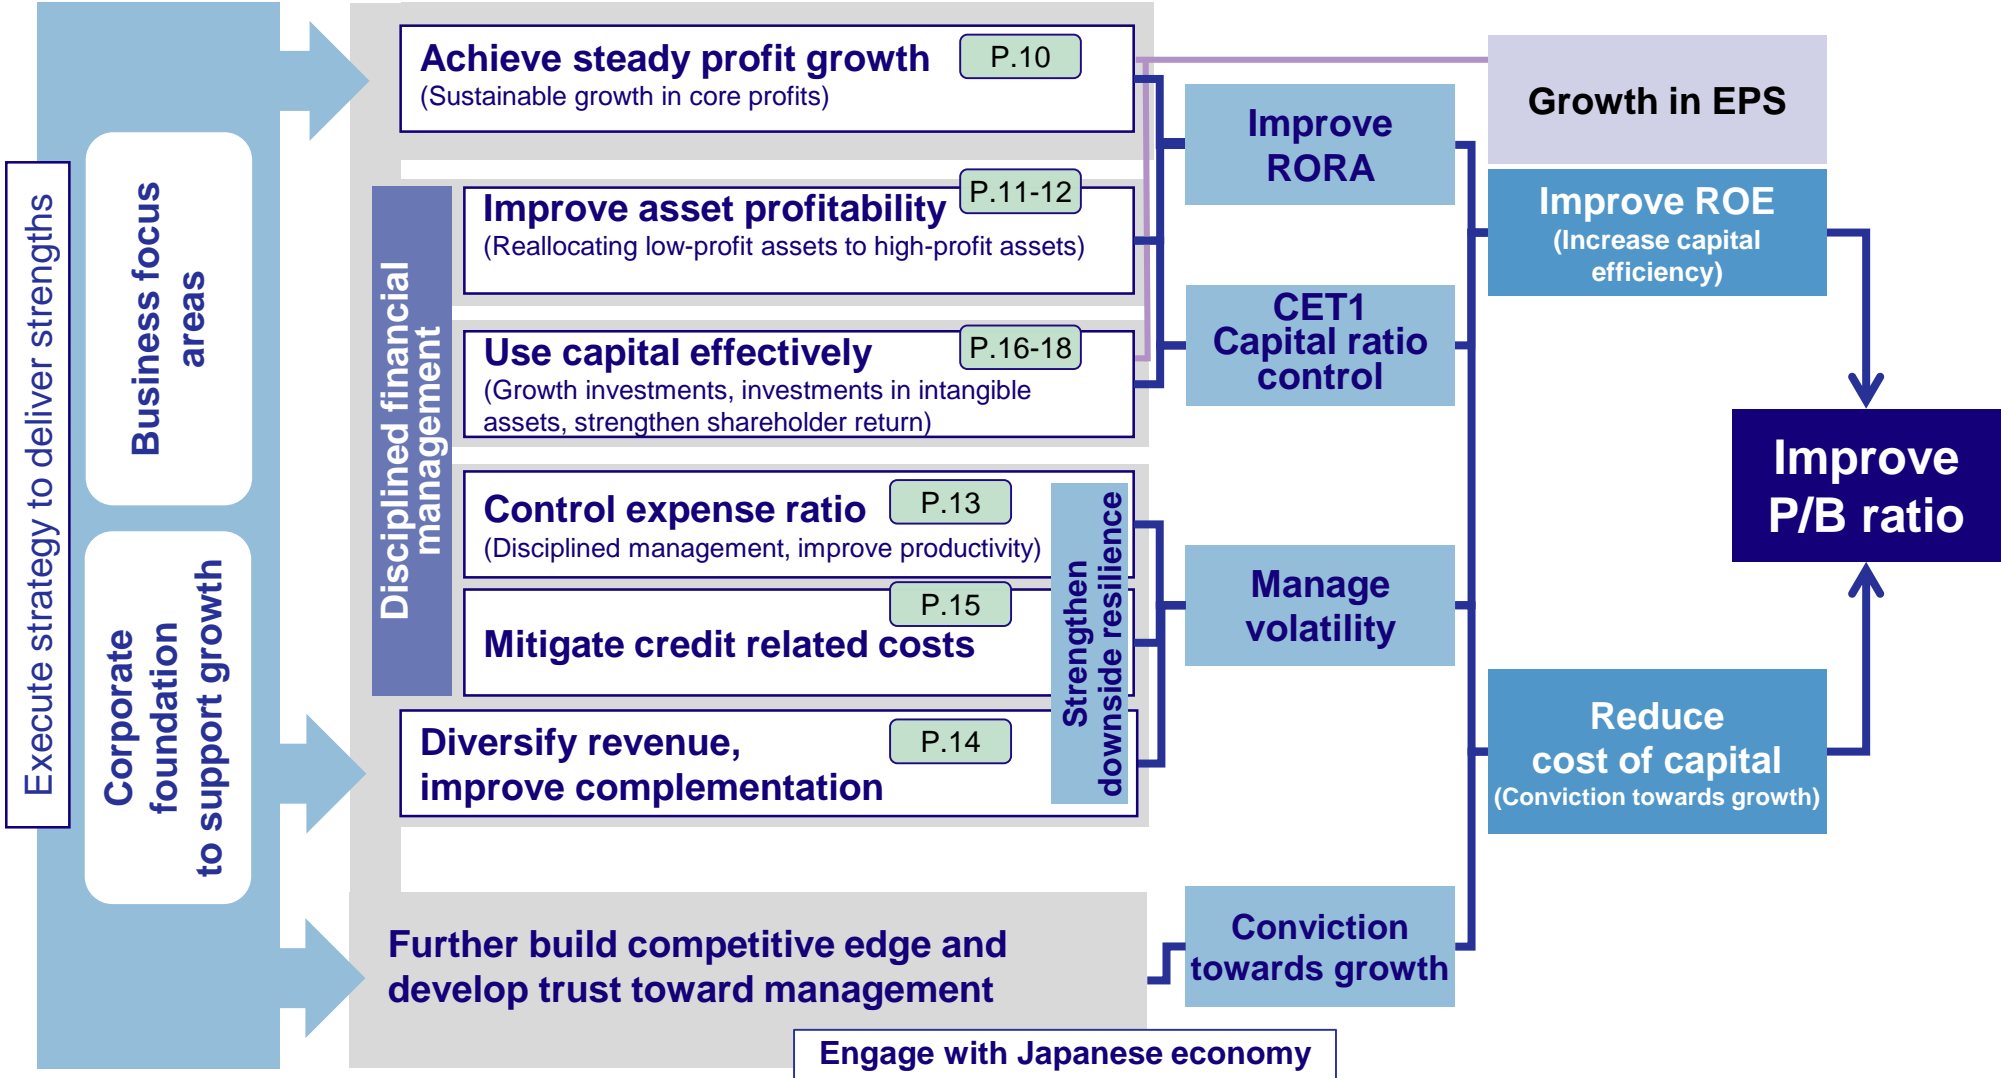 Execute strategy to deliver strengths
Business focus
areas
Corporate
foundation
to support growth
Disciplined financial
management
Achieve steady profit growth
P.10
(Sustainable growth in core profits)
Improve asset profitability
P.11-12
(Reallocating low-profit assets to high-profit assets)
Use capital effectively
P.16-18
(Growth investments, investments in intangible
assets, strengthen shareholder return)
Control expense ratio
P.13
(Disciplined management, improve productivity)
P.15
Mitigate credit related costs
Diversify revenue,
improve complementation
P.14
Strengthen
downside resilience
Further build competitive edge and
develop trust toward management
Engage with Japanese economy
Improve
RORA
CET1
Capital ratio
control
Manage
volatility
Conviction
towards growth
Growth in EPS
Improve ROE
(Increase capital
efficiency)
Reduce
cost of capital
(Conviction towards growth)
Improve
P/B ratio